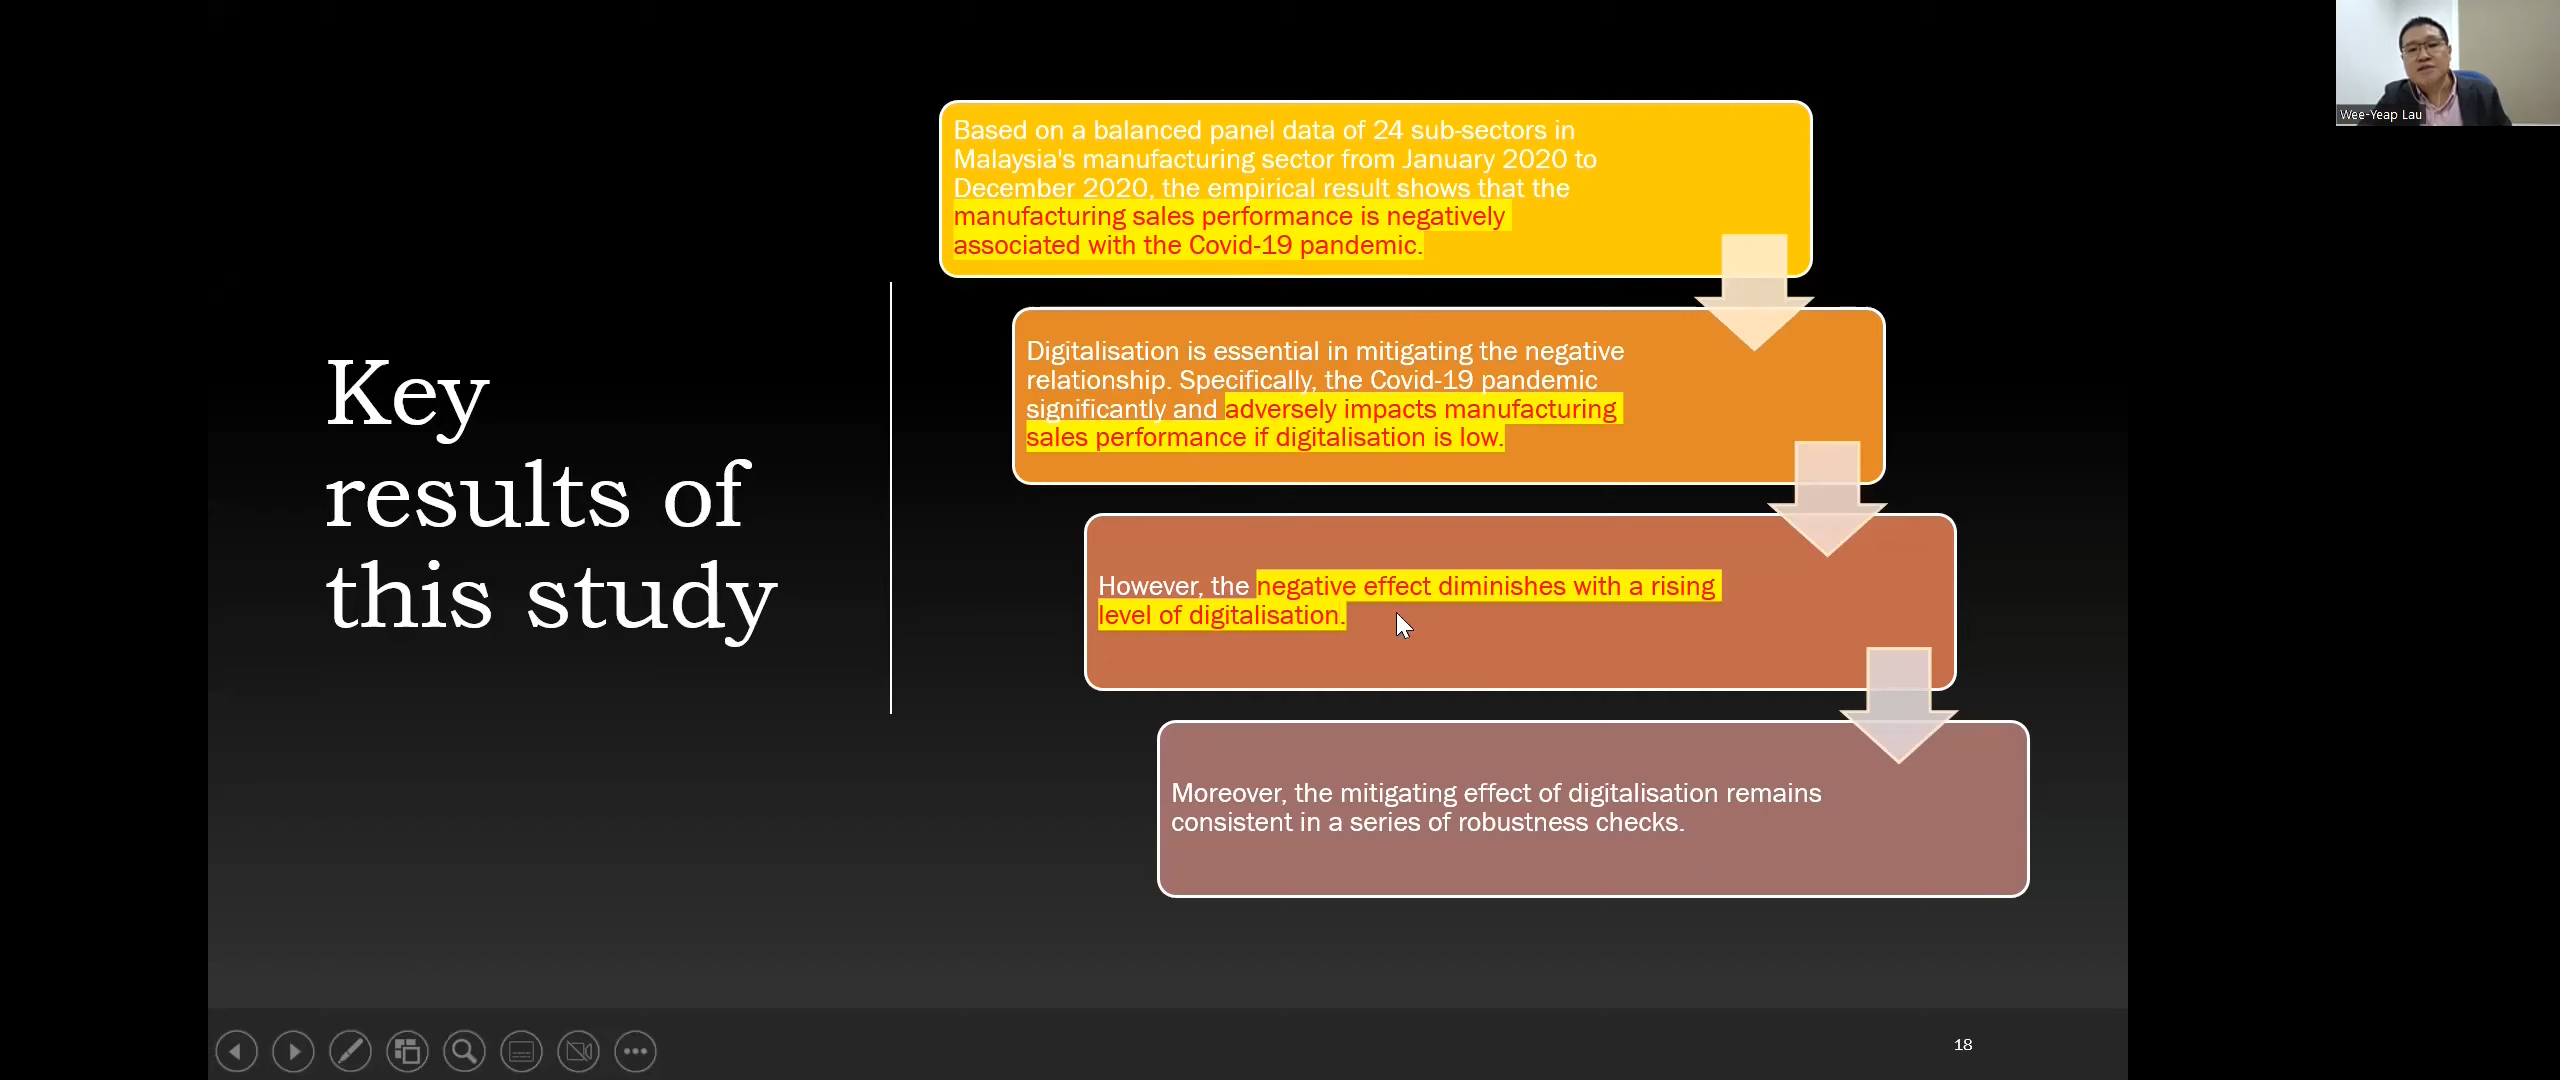 Wee-Yeap Lau
Key
results of
this study
Based on a balanced panel data of 24 sub-sectors in
Malaysia's manufacturing sector from January 2020 to
December 2020, the empirical result shows that the
manufacturing sales performance is negatively
associated with the Covid-19 pandemic.
Digitalisation is essential in mitigating the negative
relationship. Specifically, the Covid-19 pandemic
significantly and adversely impacts manufacturing
sales performance if digitalisation is low.
However, the negative effect diminishes with a rising
level of digitalisation.
Moreover, the mitigating effect of digitalisation remains
consistent in a series of robustness checks.
18